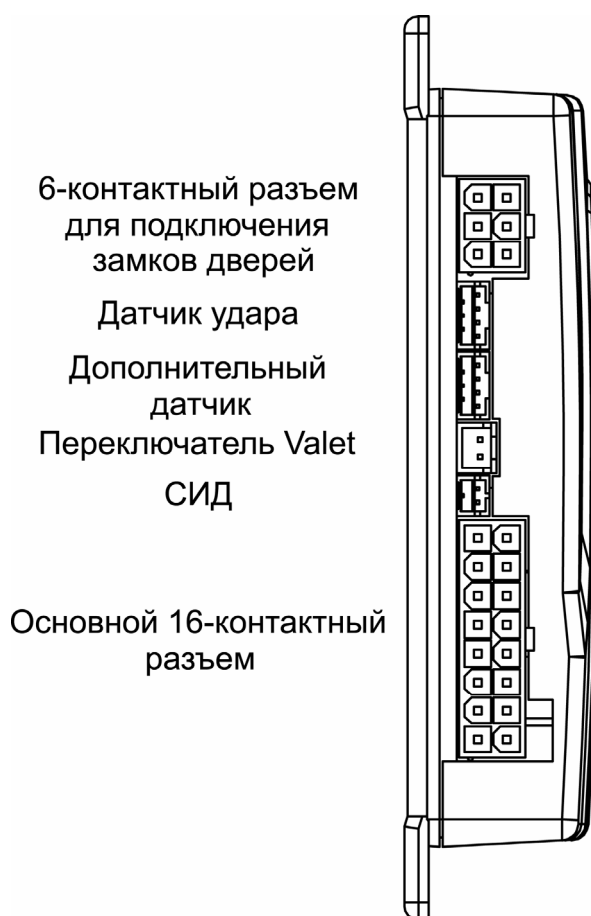 6-контактный разъем
для подключения
замков дверей
Датчик удара
Дополнительный
датчик
Переключатель Valet
СИД
Основной 16-контактный
разъем